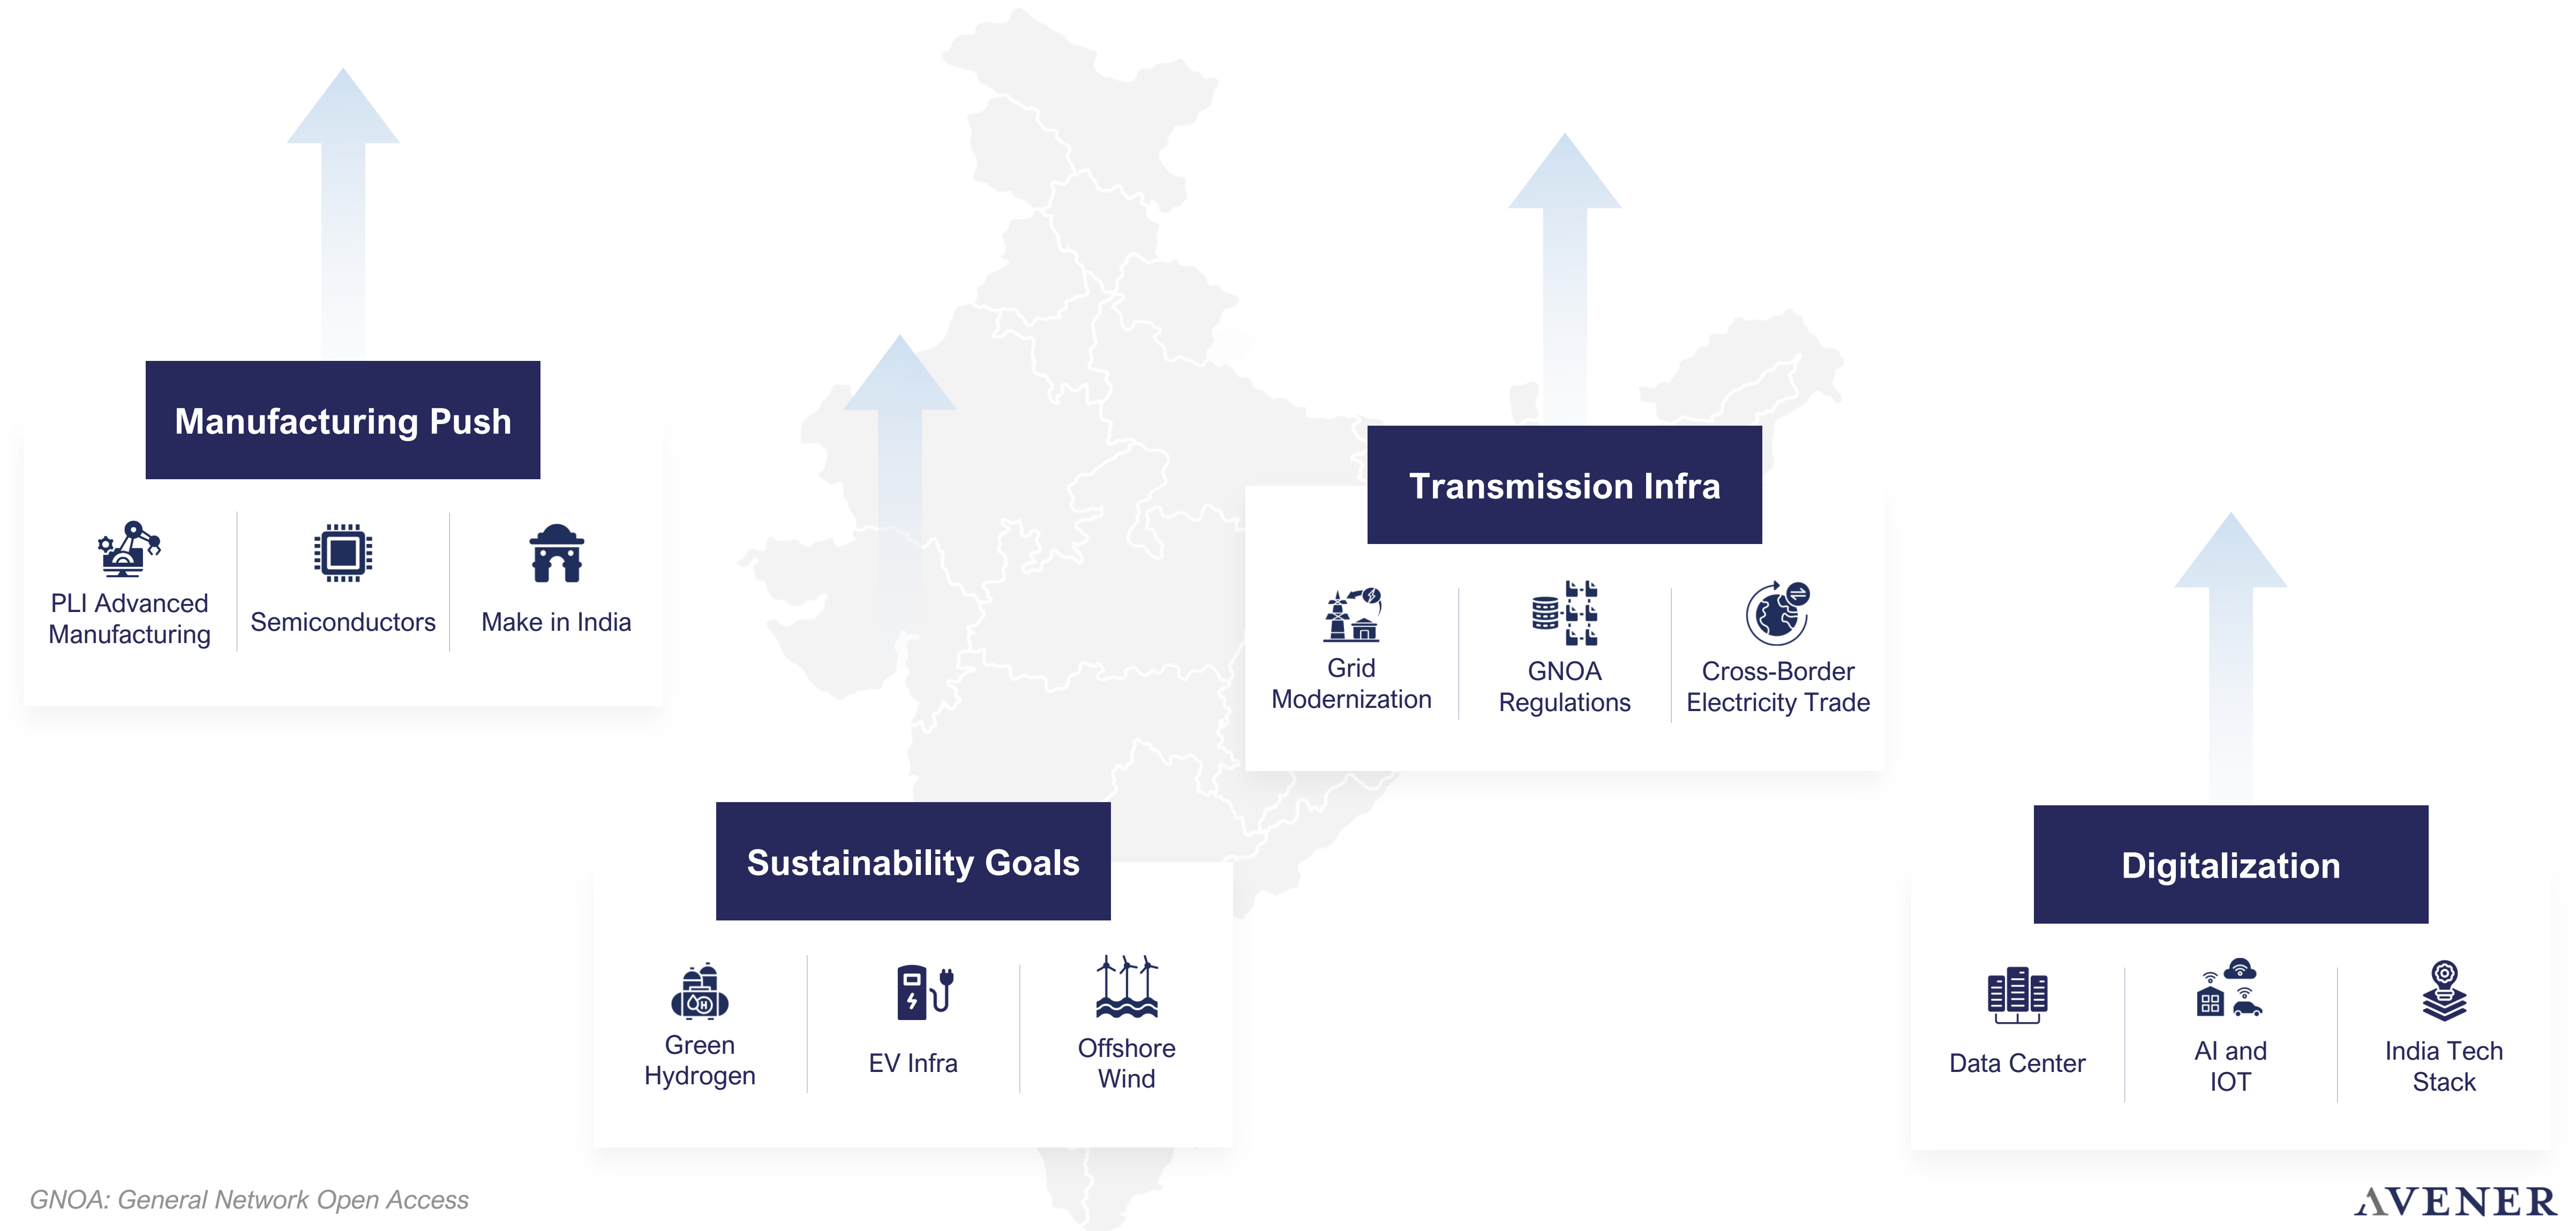 Manufacturing Push
PLI Advanced
Manufacturing
Semiconductors
Make in India
Sustainability Goals
Green
Hydrogen
EV Infra
Offshore
Wind
Transmission Infra
Grid
Modernization
GNOA
Regulations
Cross-Border
Electricity Trade
Digitalization
Data Center
AI and
IOT
India Tech
Stack
GNOA: General Network Open Access
AVENER